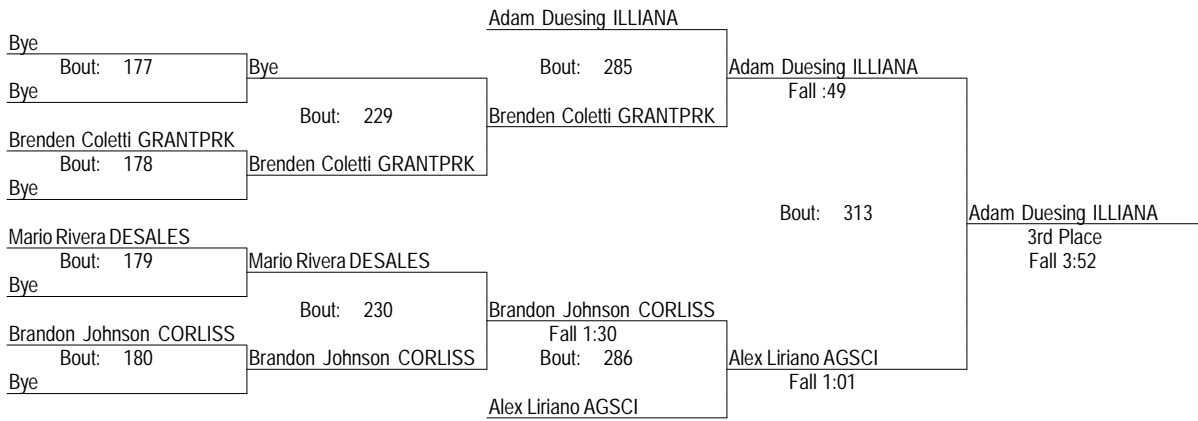 Adam Duesing ILLIANA
Bye
Bout: 177
Bye
Bout: 285
Adam Duesing ILLIANA
Bye
Fall :49
Bout: 229
Brenden Coletti GRANTPRK
Brenden Coletti GRANTPRK
Bout: 178
Brenden Coletti GRANTPRK
Bye
Bout: 313
Adam Duesing ILLIANA
Mario Rivera DESALES
3rd Place
Bout: 179
Mario Rivera DESALES
Fall 3:52
Bye
Bout: 230
Brandon Johnson CORLISS
Brandon Johnson CORLISS
Fall 1:30
Bout: 180
Brandon Johnson CORLISS
Bout: 286
Alex Liriano AGSCI
Bye
Fall 1:01
Alex Liriano AGSCI